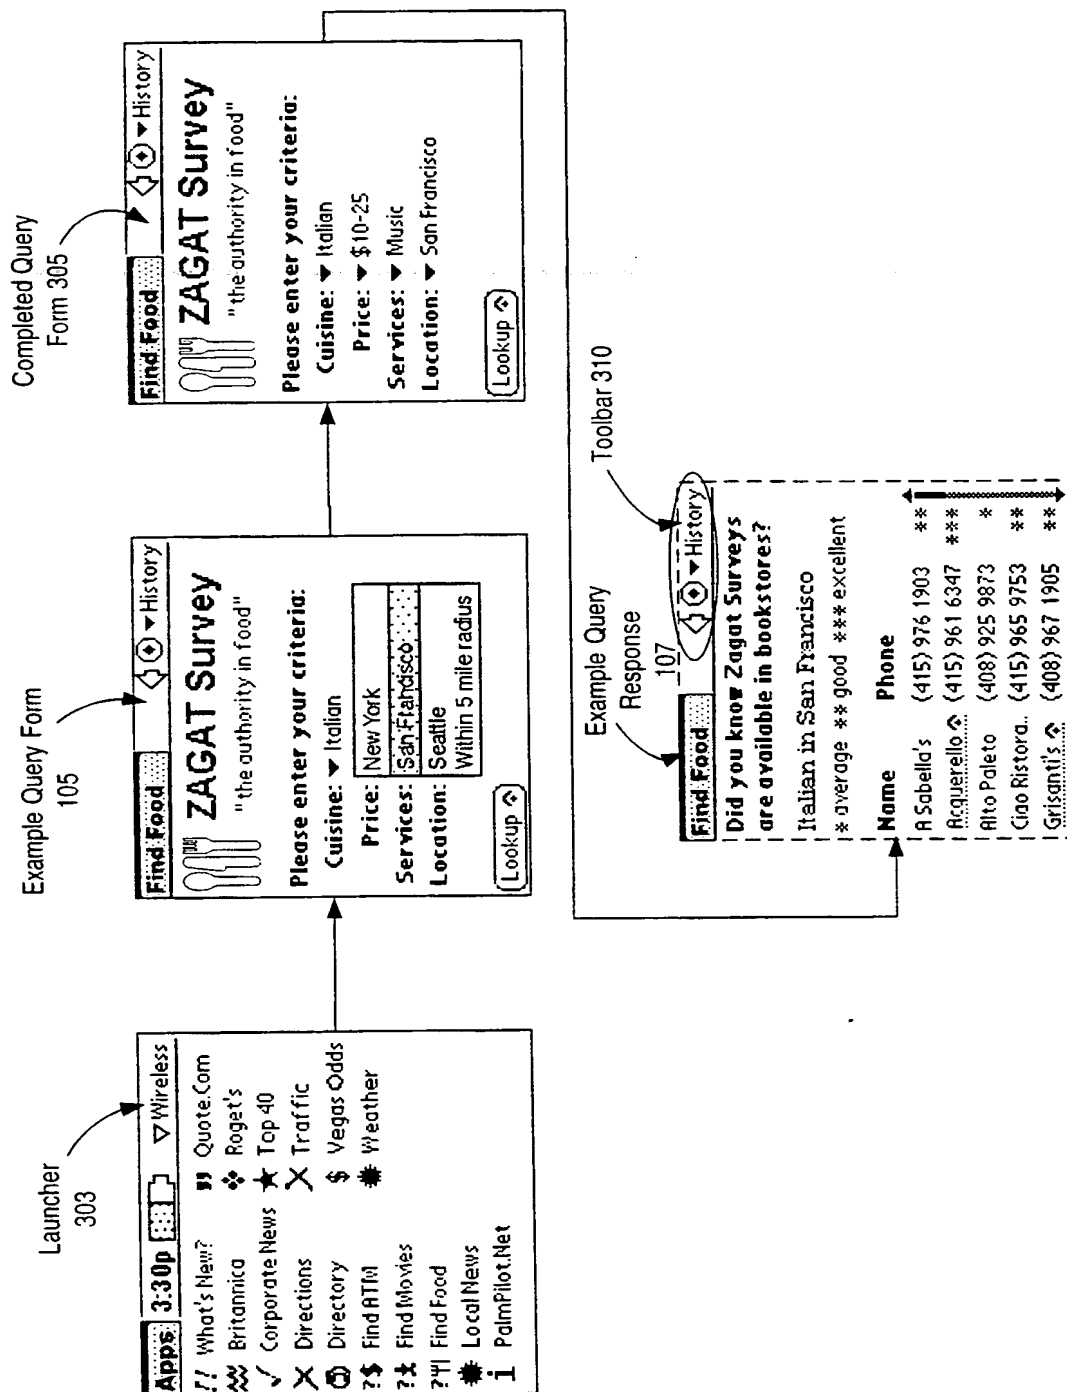 Launcher
303
Apps 3:30p Wireless
!! What's New?
Britannica
Corporate News
Directions
Directory
?$ Find ATM
? Find Movies
? Find Food
Local News
i PalmPilot.Net
Quote.Com
Roget's
Top 40
Traffic
$ Vegas Odds
Weather
Example Query Form
105
Find Food History
ZAGAT Survey
"the authority in food"
Please enter your criteria:
Cuisine: Italian
Price:
Services:
Location:
New York
San Francisco
Seattle
Within 5 mile radius
Lookup
Completed Query
Form 305
Find Food History
ZAGAT Survey
"the authority in food"
Please enter your criteria:
Cuisine: Italian
Price: $10-25
Services: Music
Location: San Francisco
Lookup
Example Query
Response
107
Toolbar 310
Find Food History
Did you know Zagat Surveys
are available in bookstores?
Italian in San Francisco
* average ** good *** excellent
Name Phone
A Sabella's (415) 976 1903 **
Acquerello (415) 961 6347 ***
Alto Paleto (408) 925 9873 *
Ciao Ristora.. (415) 965 9753 **
Grisanti's (408) 967 1905 **